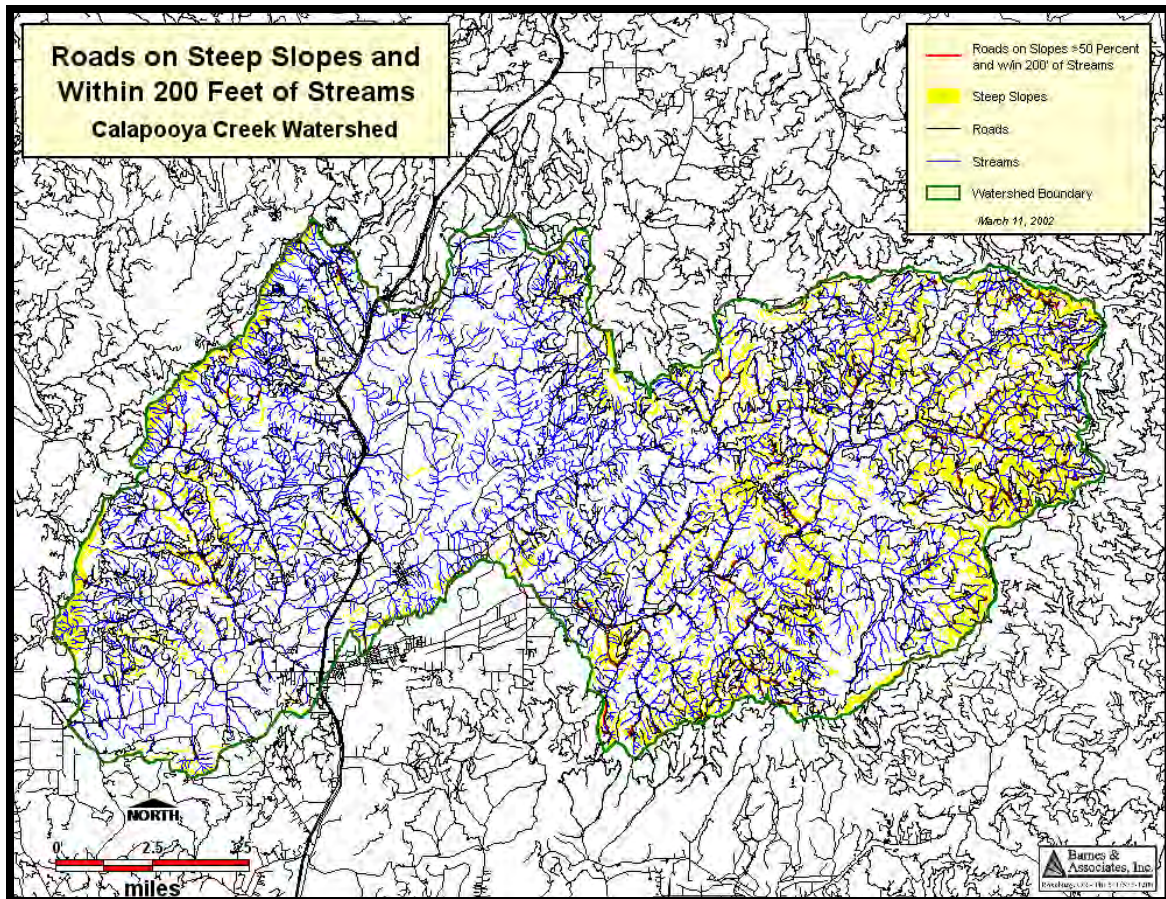 Roads on Steep Slopes and
Within 200 Feet of Streams
Calapooya Creek Watershed
Roads on Slopes >50 Percent
and w/in 200' of Streams
Steep Slopes
Roads
Streams
Watershed Boundary
March 11, 2002
NORTH
0 2.5
miles
Barnes &
Associates, Inc.